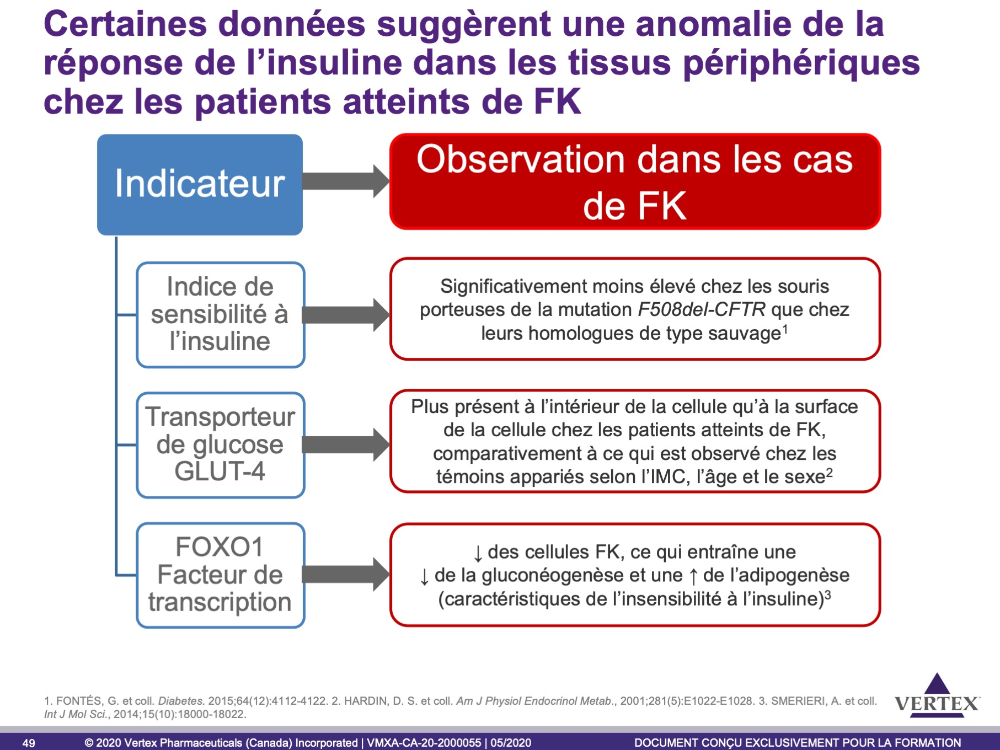 Certaines données suggèrent une anomalie de la
réponse de l’insuline dans les tissus périphériques
chez les patients atteints de FK
Indicateur
Observation dans les cas
de FK
Indice de
sensibilité à
l’insuline
Significativement moins élevé chez les souris
porteuses de la mutation F508del-CFTR que chez
leurs homologues de type sauvage¹
Transporteur
de glucose
GLUT-4
Plus présent à l’intérieur de la cellule qu’à la surface
de la cellule chez les patients atteints de FK,
comparativement à ce qui est observé chez les
témoins appariés selon l’IMC, l’âge et le sexe²
FOXO1
Facteur de
transcription
↓ des cellules FK, ce qui entraîne une
↓ de la gluconéogenèse et une ↑ de l’adipogenèse
(caractéristiques de l’insensibilité à l’insuline)³
1. FONTÉS, G. et coll. Diabetes. 2015;64(12):4112-4122. 2. HARDIN, D. S. et coll. Am J Physiol Endocrinol Metab., 2001;281(5):E1022-E1028. 3. SMERIERI, A. et coll.
Int J Mol Sci., 2014;15(10):18000-18022.
VERTEX
49
© 2020 Vertex Pharmaceuticals (Canada) Incorporated | VMXA-CA-20-2000055 | 05/2020
DOCUMENT CONÇU EXCLUSIVEMENT POUR LA FORMATION